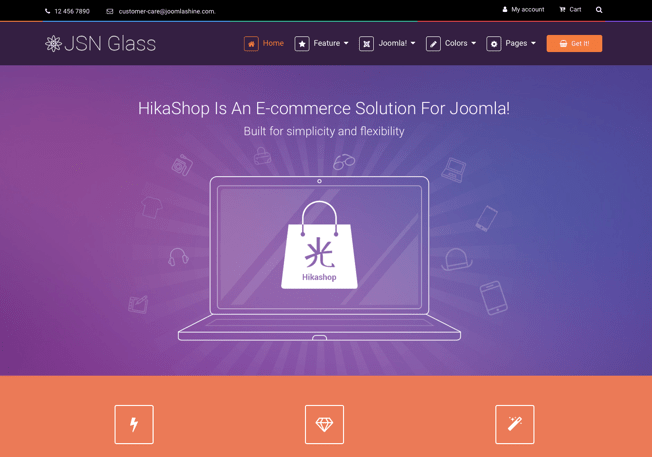 12 456 7890 customer-care@joomlashine.com. My account Cart
JSN Glass Home Feature Joomla! Colors Pages Get It!
HikaShop Is An E-commerce Solution For Joomla!
Built for simplicity and flexibility
光
Hikashop